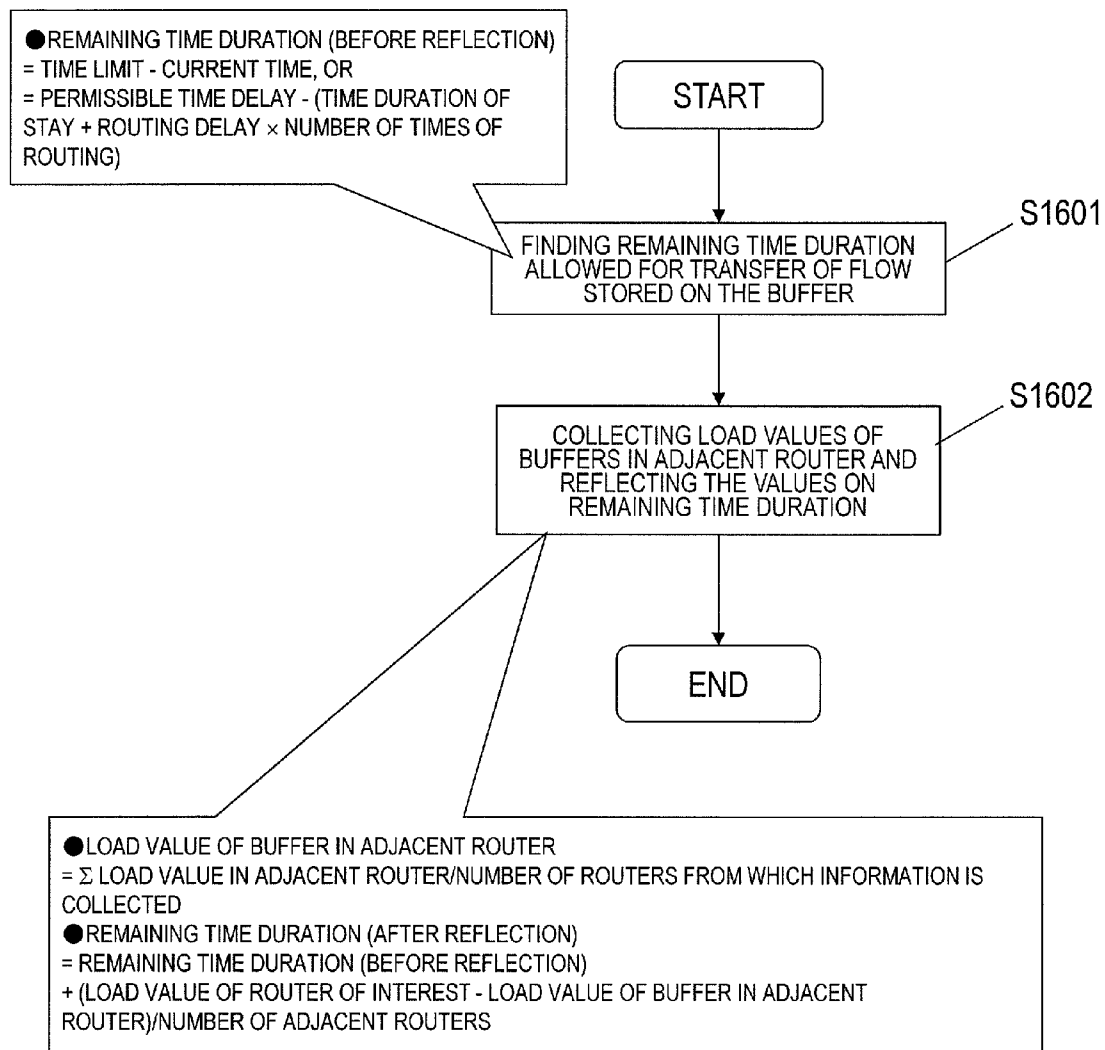 ●REMAINING TIME DURATION (BEFORE REFLECTION)
= TIME LIMIT - CURRENT TIME, OR
= PERMISSIBLE TIME DELAY - (TIME DURATION OF
STAY + ROUTING DELAY × NUMBER OF TIMES OF
ROUTING)
START
S1601
FINDING REMAINING TIME DURATION
ALLOWED FOR TRANSFER OF FLOW
STORED ON THE BUFFER
S1602
COLLECTING LOAD VALUES OF
BUFFERS IN ADJACENT ROUTER AND
REFLECTING THE VALUES ON
REMAINING TIME DURATION
END
●LOAD VALUE OF BUFFER IN ADJACENT ROUTER
= Σ LOAD VALUE IN ADJACENT ROUTER/NUMBER OF ROUTERS FROM WHICH INFORMATION IS
COLLECTED
●REMAINING TIME DURATION (AFTER REFLECTION)
= REMAINING TIME DURATION (BEFORE REFLECTION)
+ (LOAD VALUE OF ROUTER OF INTEREST - LOAD VALUE OF BUFFER IN ADJACENT
ROUTER)/NUMBER OF ADJACENT ROUTERS